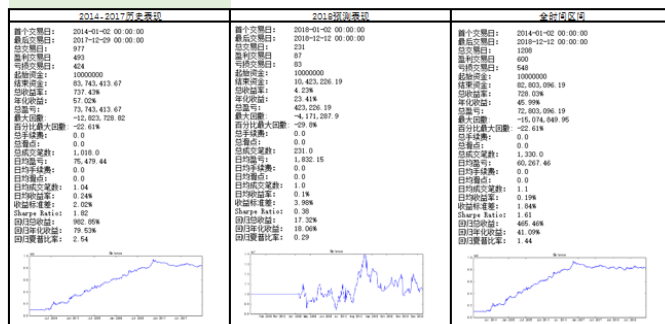 2014-2017历史表现
首个交易日: 2014-01-02 00:00:00
最后交易日: 2017-12-29 00:00:00
总交易日: 977
盈利交易日 493
亏损交易日: 424
起始资金: 10000000
结束资金: 83,743,413.67
总收益率: 737.43%
年化收益: 57.02%
总盈亏: 73,743,413.67
最大回撤: -12,823,728.82
百分比最大回撤: -22.61%
总手续费: 0.0
总滑点: 0.0
总成交笔数: 1,018.0
日均盈亏: 75,479.44
日均手续费: 0.0
日均滑点: 0.0
日均成交笔数: 1.04
日均收益率: 0.24%
收益标准差: 2.02%
Sharpe Ratio: 1.82
回归总收益: 982.85%
回归年化收益: 79.53%
回归夏普比率: 2.54
2018预测表现
首个交易日: 2018-01-02 00:00:00
最后交易日: 2018-12-12 00:00:00
总交易日: 231
盈利交易日 87
亏损交易日: 83
起始资金: 10000000
结束资金: 10,423,226.19
总收益率: 4.23%
年化收益: 23.41%
总盈亏: 423,226.19
最大回撤: -4,171,287.9
百分比最大回撤: -29.8%
总手续费: 0.0
总滑点: 0.0
总成交笔数: 231.0
日均盈亏: 1,832.15
日均手续费: 0.0
日均滑点: 0.0
日均成交笔数: 1.0
日均收益率: 0.1%
收益标准差: 3.98%
Sharpe Ratio: 0.38
回归总收益: 17.32%
回归年化收益: 18.06%
回归夏普比率: 0.29
全时间区间
首个交易日: 2014-01-02 00:00:00
最后交易日: 2018-12-12 00:00:00
总交易日: 1208
盈利交易日 600
亏损交易日: 548
起始资金: 10000000
结束资金: 82,803,896.19
总收益率: 728.03%
年化收益: 45.99%
总盈亏: 72,803,896.19
最大回撤: -15,074,849.95
百分比最大回撤: -22.61%
总手续费: 0.0
总滑点: 0.0
总成交笔数: 1,330.0
日均盈亏: 60,267.46
日均手续费: 0.0
日均滑点: 0.0
日均成交笔数: 1.1
日均收益率: 0.19%
收益标准差: 1.84%
Sharpe Ratio: 1.61
回归总收益: 465.46%
回归年化收益: 41.09%
回归夏普比率: 1.44